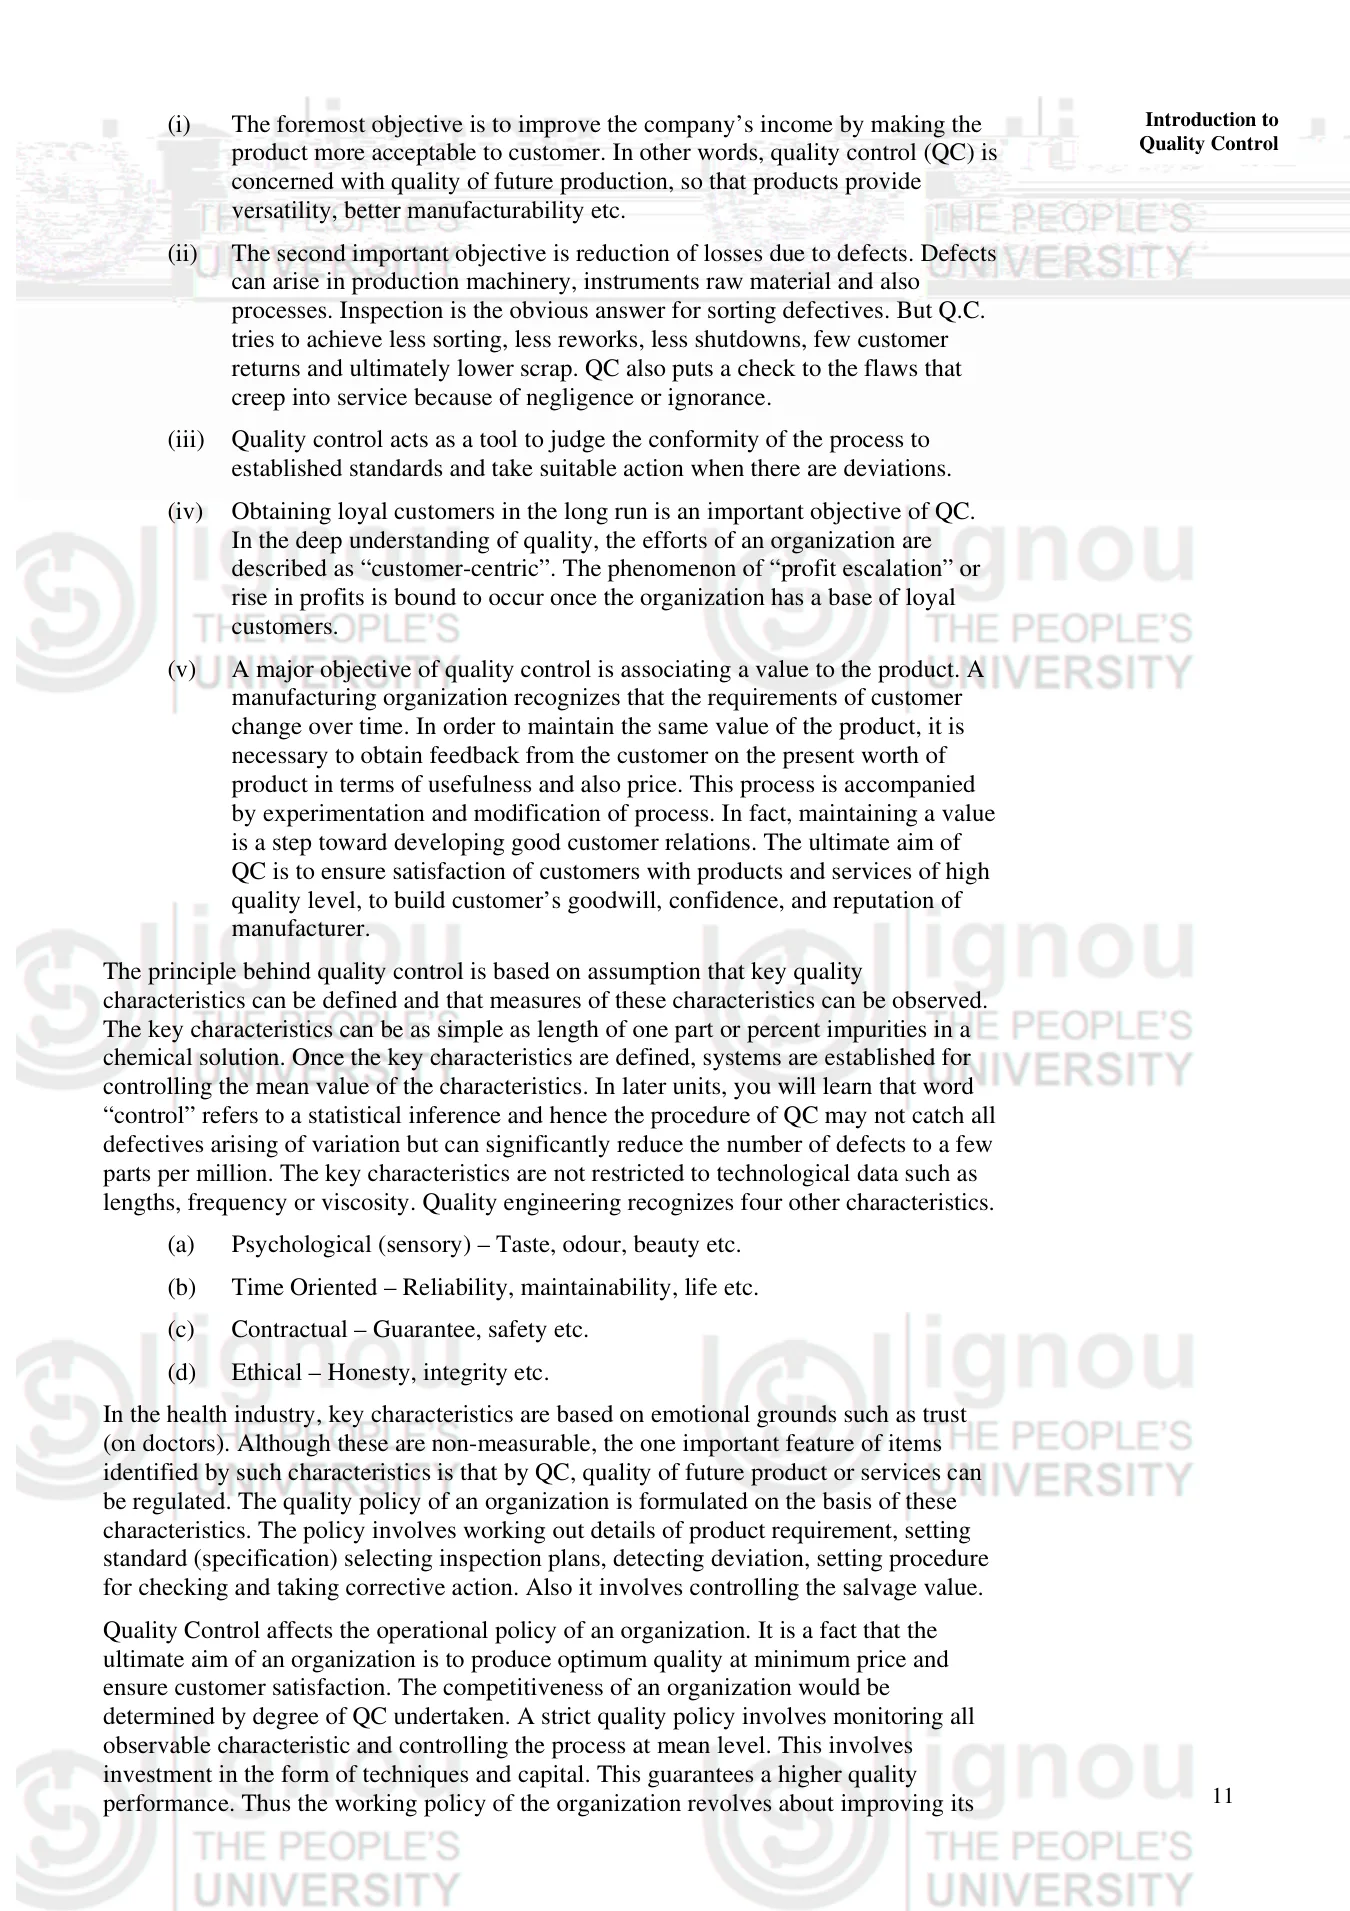 Introduction to
Quality Control
(i) The foremost objective is to improve the company’s income by making the
product more acceptable to customer. In other words, quality control (QC) is
concerned with quality of future production, so that products provide
versatility, better manufacturability etc.
(ii) The second important objective is reduction of losses due to defects. Defects
can arise in production machinery, instruments raw material and also
processes. Inspection is the obvious answer for sorting defectives. But Q.C.
tries to achieve less sorting, less reworks, less shutdowns, few customer
returns and ultimately lower scrap. QC also puts a check to the flaws that
creep into service because of negligence or ignorance.
(iii) Quality control acts as a tool to judge the conformity of the process to
established standards and take suitable action when there are deviations.
(iv) Obtaining loyal customers in the long run is an important objective of QC.
In the deep understanding of quality, the efforts of an organization are
described as “customer-centric”. The phenomenon of “profit escalation” or
rise in profits is bound to occur once the organization has a base of loyal
customers.
(v) A major objective of quality control is associating a value to the product. A
manufacturing organization recognizes that the requirements of customer
change over time. In order to maintain the same value of the product, it is
necessary to obtain feedback from the customer on the present worth of
product in terms of usefulness and also price. This process is accompanied
by experimentation and modification of process. In fact, maintaining a value
is a step toward developing good customer relations. The ultimate aim of
QC is to ensure satisfaction of customers with products and services of high
quality level, to build customer’s goodwill, confidence, and reputation of
manufacturer.
The principle behind quality control is based on assumption that key quality
characteristics can be defined and that measures of these characteristics can be observed.
The key characteristics can be as simple as length of one part or percent impurities in a
chemical solution. Once the key characteristics are defined, systems are established for
controlling the mean value of the characteristics. In later units, you will learn that word
“control” refers to a statistical inference and hence the procedure of QC may not catch all
defectives arising of variation but can significantly reduce the number of defects to a few
parts per million. The key characteristics are not restricted to technological data such as
lengths, frequency or viscosity. Quality engineering recognizes four other characteristics.
(a) Psychological (sensory) – Taste, odour, beauty etc.
(b) Time Oriented – Reliability, maintainability, life etc.
(c) Contractual – Guarantee, safety etc.
(d) Ethical – Honesty, integrity etc.
In the health industry, key characteristics are based on emotional grounds such as trust
(on doctors). Although these are non-measurable, the one important feature of items
identified by such characteristics is that by QC, quality of future product or services can
be regulated. The quality policy of an organization is formulated on the basis of these
characteristics. The policy involves working out details of product requirement, setting
standard (specification) selecting inspection plans, detecting deviation, setting procedure
for checking and taking corrective action. Also it involves controlling the salvage value.
Quality Control affects the operational policy of an organization. It is a fact that the
ultimate aim of an organization is to produce optimum quality at minimum price and
ensure customer satisfaction. The competitiveness of an organization would be
determined by degree of QC undertaken. A strict quality policy involves monitoring all
observable characteristic and controlling the process at mean level. This involves
investment in the form of techniques and capital. This guarantees a higher quality
performance. Thus the working policy of the organization revolves about improving its
11
ignou
THE PEOPLE’S
UNIVERSITY